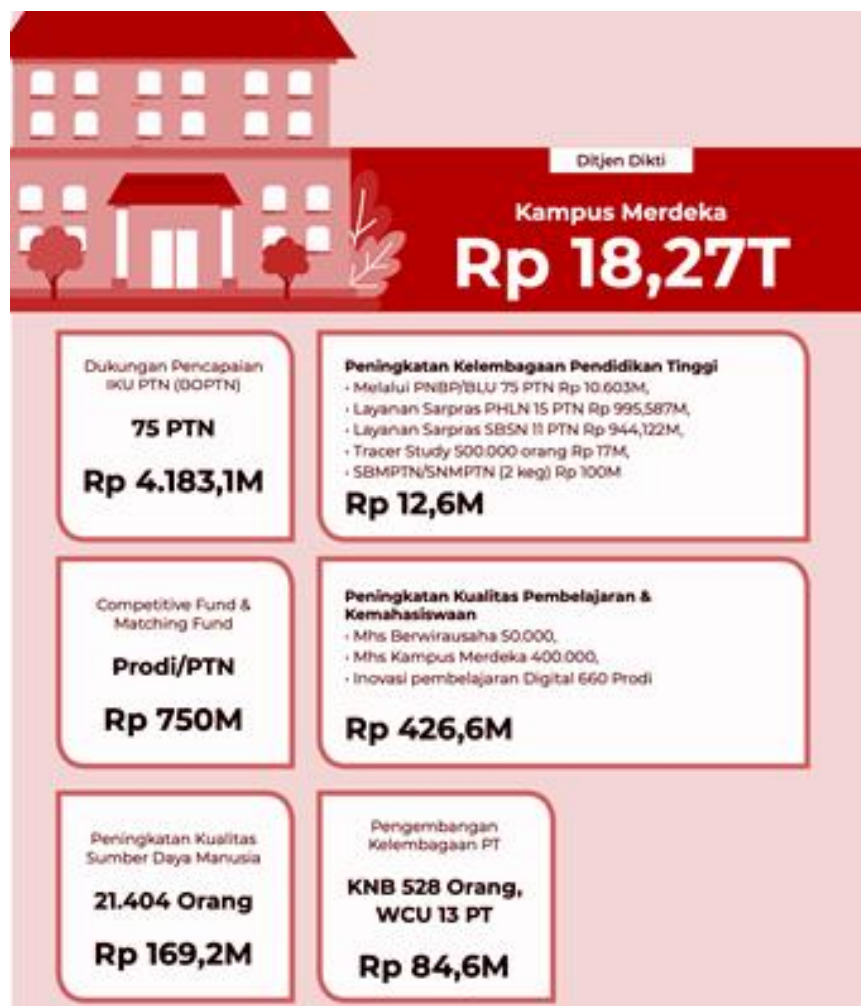 Ditjen Dikti
Kampus Merdeka
Rp 18,27T
Dukungan Pencapaian
IKU PTN (BOPTN)
75 PTN
Rp 4.183,1M
Peningkatan Kelembagaan Pendidikan Tinggi
• Melalui PNBP/BLU 75 PTN Rp 10.603M,
• Layanan Sarpras PHLN 15 PTN Rp 995,587M,
• Layanan Sarpras SBSN 11 PTN Rp 944,122M,
• Tracer Study 500.000 orang Rp 17M,
• SBMPTN/SNMPTN (2 keg) Rp 100M
Rp 12,6M
Competitive Fund &
Matching Fund
Prodi/PTN
Rp 750M
Peningkatan Kualitas Pembelajaran &
Kemahasiswaan
• Mhs Berwirausaha 50.000,
• Mhs Kampus Merdeka 400.000,
• Inovasi pembelajaran Digital 660 Prodi
Rp 426,6M
Peningkatan Kualitas
Sumber Daya Manusia
21.404 Orang
Rp 169,2M
Pengembangan
Kelembagaan PT
KNB 528 Orang,
WCU 13 PT
Rp 84,6M